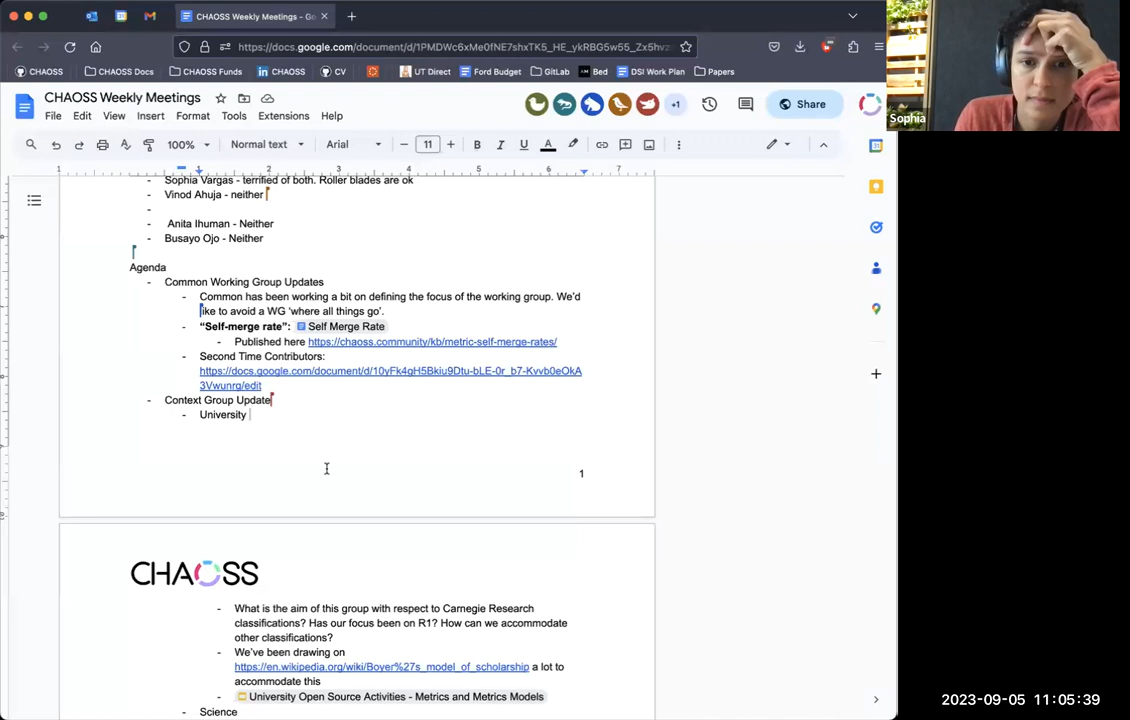 CHAOSS Weekly Meetings - Go
https://docs.google.com/document/d/1PMDWc6xMe0fNE7shxTK5_HE_ykRBG5w55_Zx5hvz
CHAOSS CHAOSS Docs CHAOSS Funds CHAOSS CV UT Direct Ford Budget GitLab Bed DSI Work Plan Papers
CHAOSS Weekly Meetings
File Edit View Insert Format Tools Extensions Help
+1
Share
Sophia
100% Normal text Arial 11
1 1 2 3 4 5 6 7
- Sophia Vargas - terrified of both. Roller blades are ok
- Vinod Ahuja - neither
-
- Anita Ihuman - Neither
- Busayo Ojo - Neither
Agenda
- Common Working Group Updates
- Common has been working a bit on defining the focus of the working group. We'd
like to avoid a WG 'where all things go'.
- "Self-merge rate": Self Merge Rate
- Published here https://chaoss.community/kb/metric-self-merge-rates/
- Second Time Contributors:
https://docs.google.com/document/d/10yFk4gH5Bkiu9Dtu-bLE-0r_b7-Kvvb0eOkA
3Vwunrg/edit
- Context Group Update
- University
1
CHAOSS
- What is the aim of this group with respect to Carnegie Research
classifications? Has our focus been on R1? How can we accommodate
other classifications?
- We've been drawing on
https://en.wikipedia.org/wiki/Boyer%27s_model_of_scholarship a lot to
accommodate this
- University Open Source Activities - Metrics and Metrics Models
- Science
2023-09-05 11:05:39